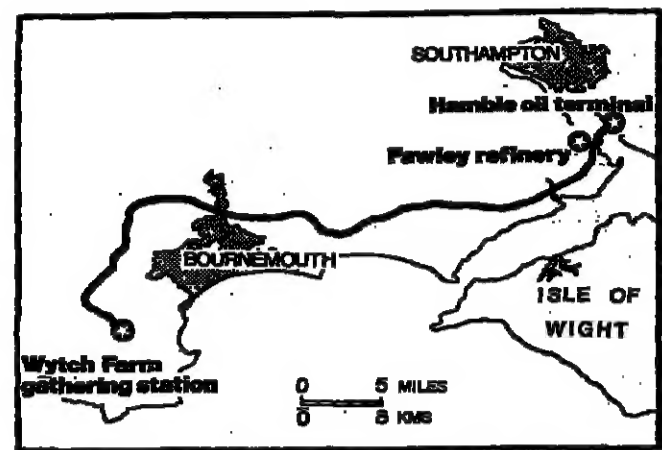 SOUTHAMPTON
Hamble oil terminal
Fawley refinery
BOURNEMOUTH
ISLE OF
WIGHT
Wytch Farm
gathering station
0 5 MILES
0 8 KMS